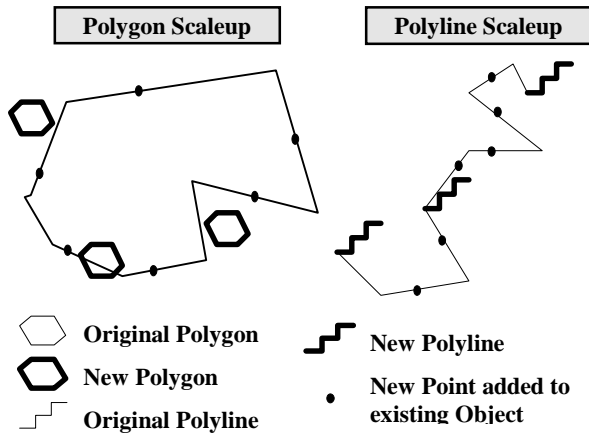 Polygon Scaleup
Polyline Scaleup
Original Polygon
New Polygon
Original Polyline
New Polyline
New Point added to
existing Object